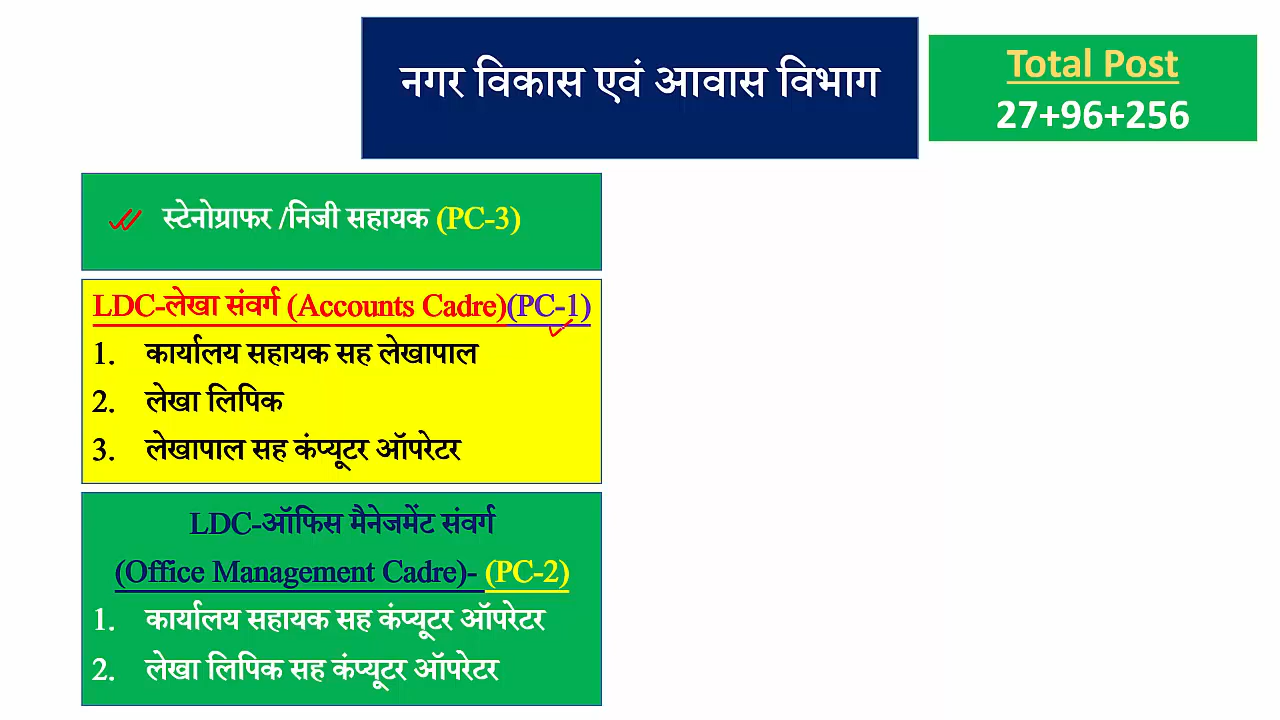 नगर विकास एवं आवास विभाग
Total Post
27+96+256
स्टेनोग्राफर /निजी सहायक (PC-3)
LDC-लेखा संवर्ग (Accounts Cadre)(PC-1)
1. कार्यालय सहायक सह लेखापाल
2. लेखा लिपिक
3. लेखापाल सह कंप्यूटर ऑपरेटर
LDC-ऑफिस मैनेजमेंट संवर्ग
(Office Management Cadre)- (PC-2)
1. कार्यालय सहायक सह कंप्यूटर ऑपरेटर
2. लेखा लिपिक सह कंप्यूटर ऑपरेटर